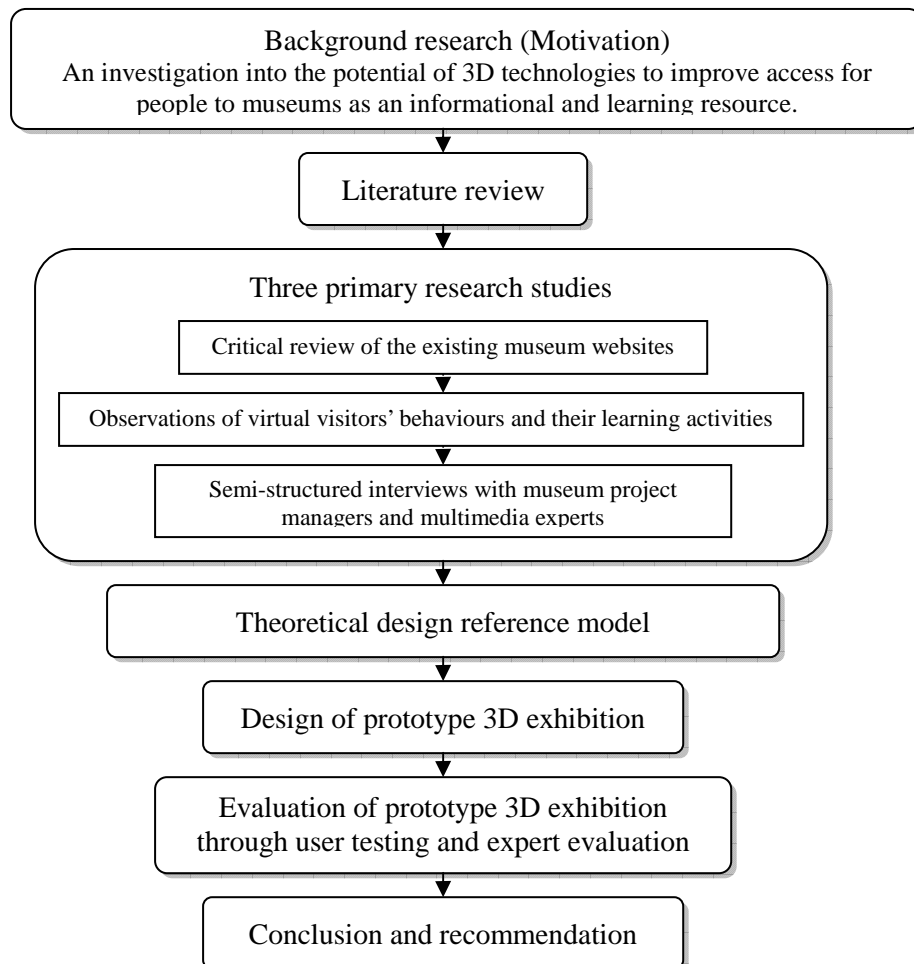 Background research (Motivation)
An investigation into the potential of 3D technologies to improve access for
people to museums as an informational and learning resource.
Literature review
Three primary research studies
Critical review of the existing museum websites
Observations of virtual visitors’ behaviours and their learning activities
Semi-structured interviews with museum project
managers and multimedia experts
Theoretical design reference model
Design of prototype 3D exhibition
Evaluation of prototype 3D exhibition
through user testing and expert evaluation
Conclusion and recommendation